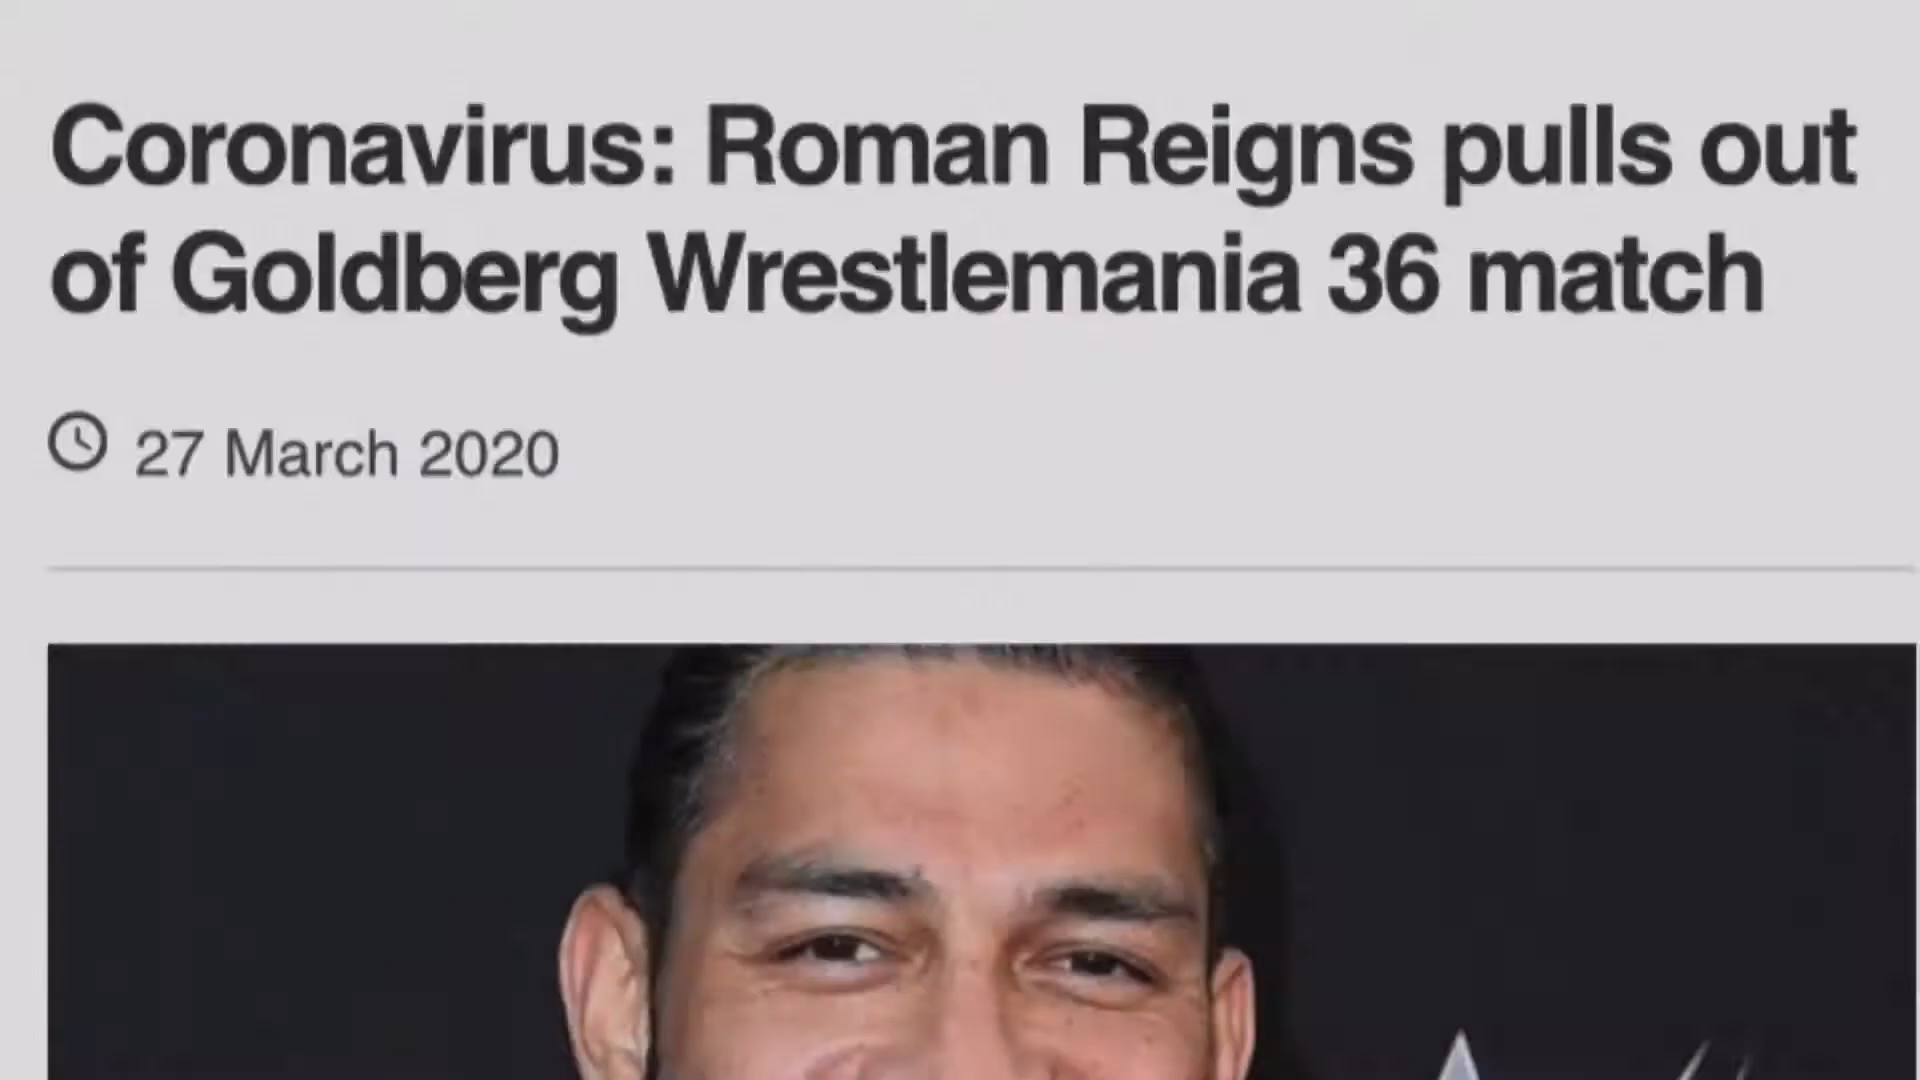 Coronavirus: Roman Reigns pulls out
of Goldberg Wrestlemania 36 match
27 March 2020